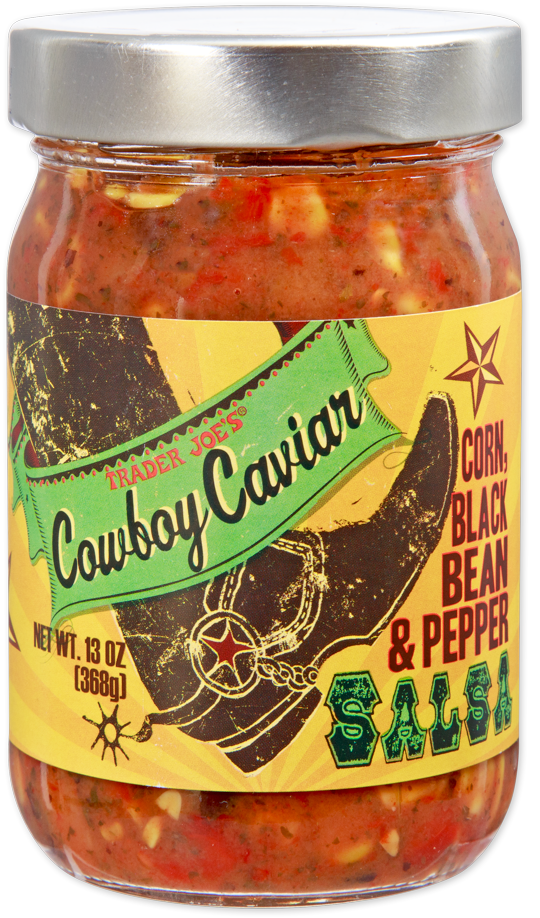 TRADER JOE'S®
Cowboy Caviar
CORN,
BLACK
BEAN
& PEPPER
SALSA
NET WT. 13 OZ
(368g)